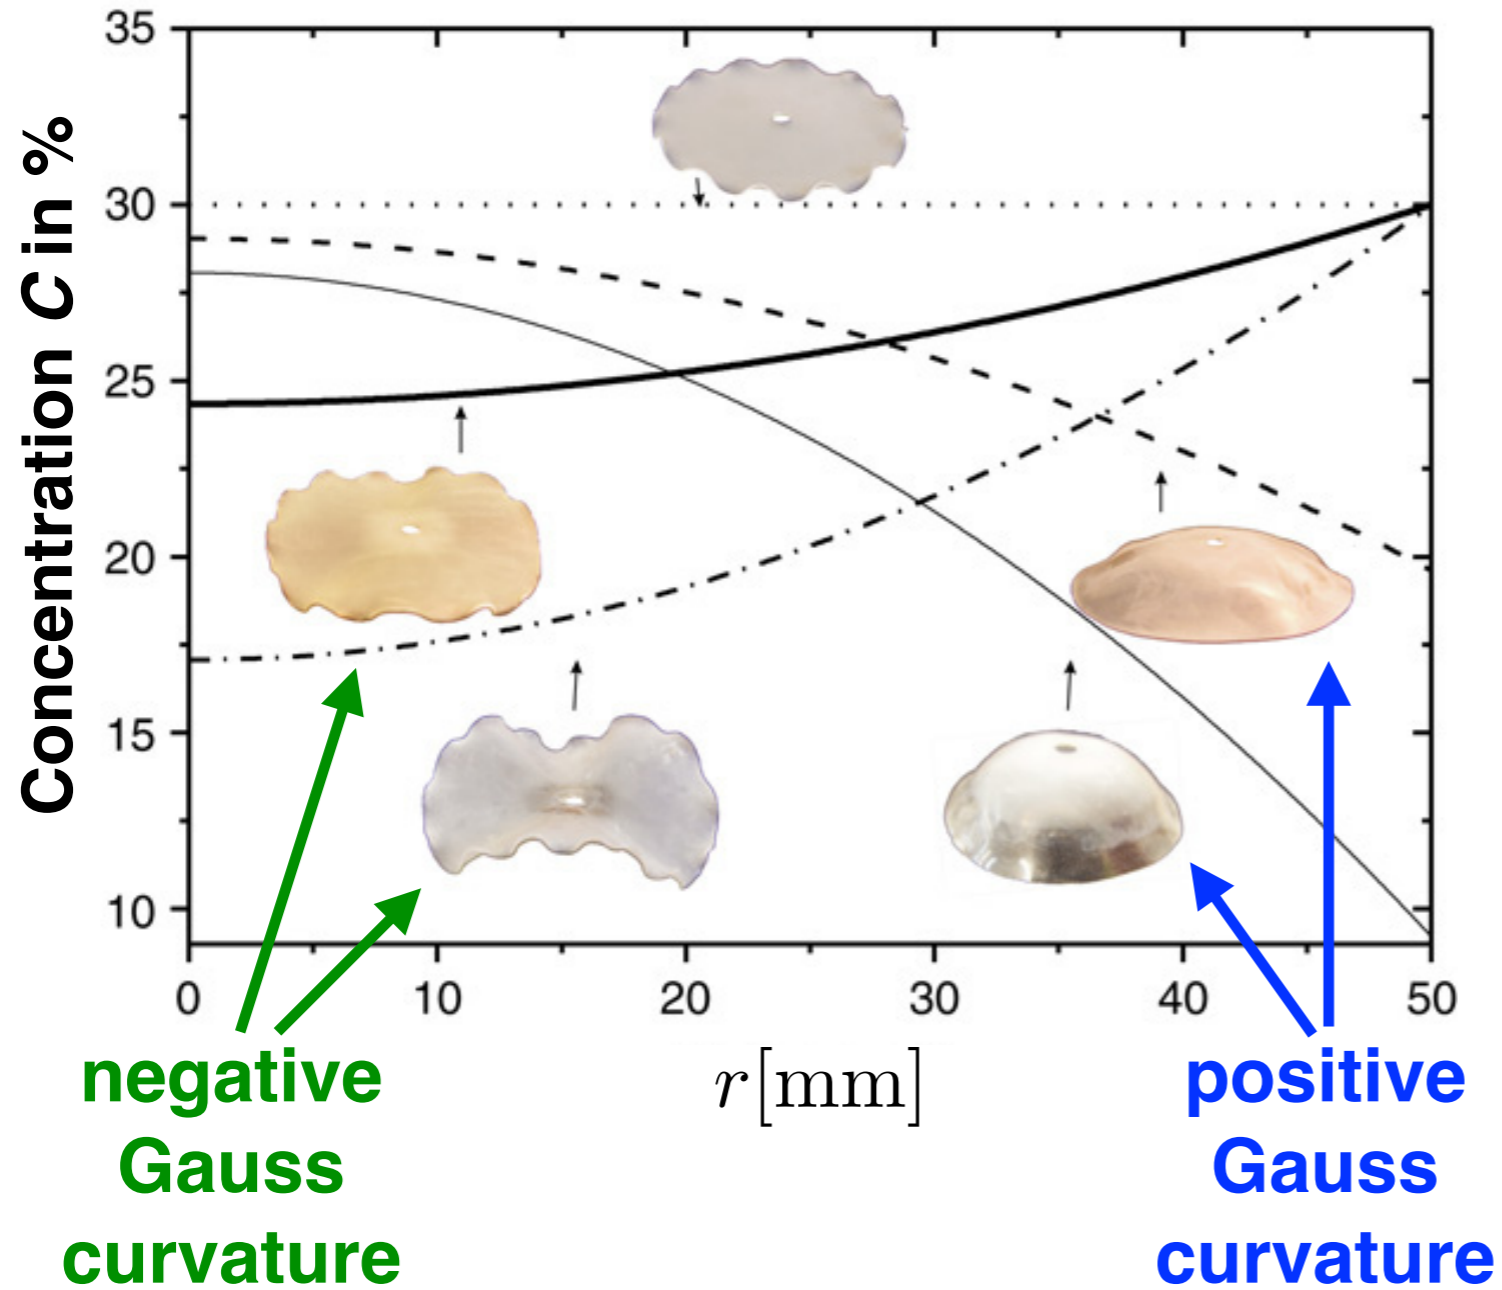 Concentration C in %
35
30
25
20
15
10
0 10 20 30 40 50
r[mm]
negative
Gauss
curvature
positive
Gauss
curvature